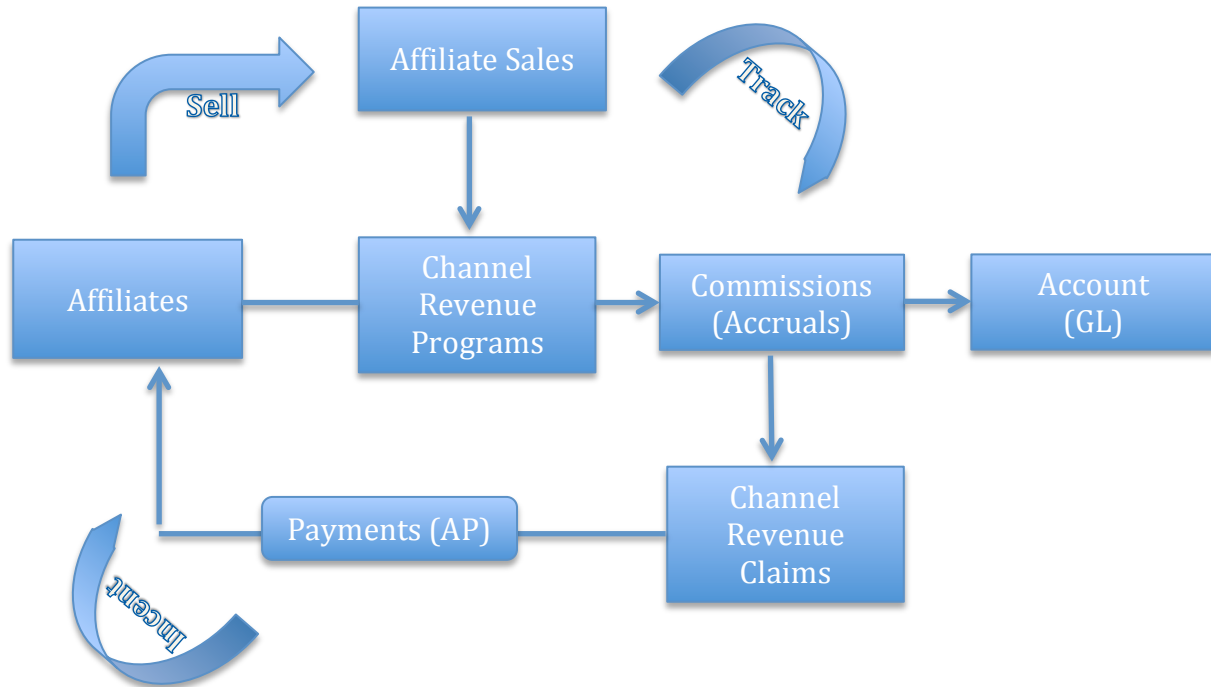 Affiliate Sales
Sell
Track
Affiliates
Channel
Revenue
Programs
Commissions
(Accruals)
Account
(GL)
Payments (AP)
Channel
Revenue
Claims
Incent